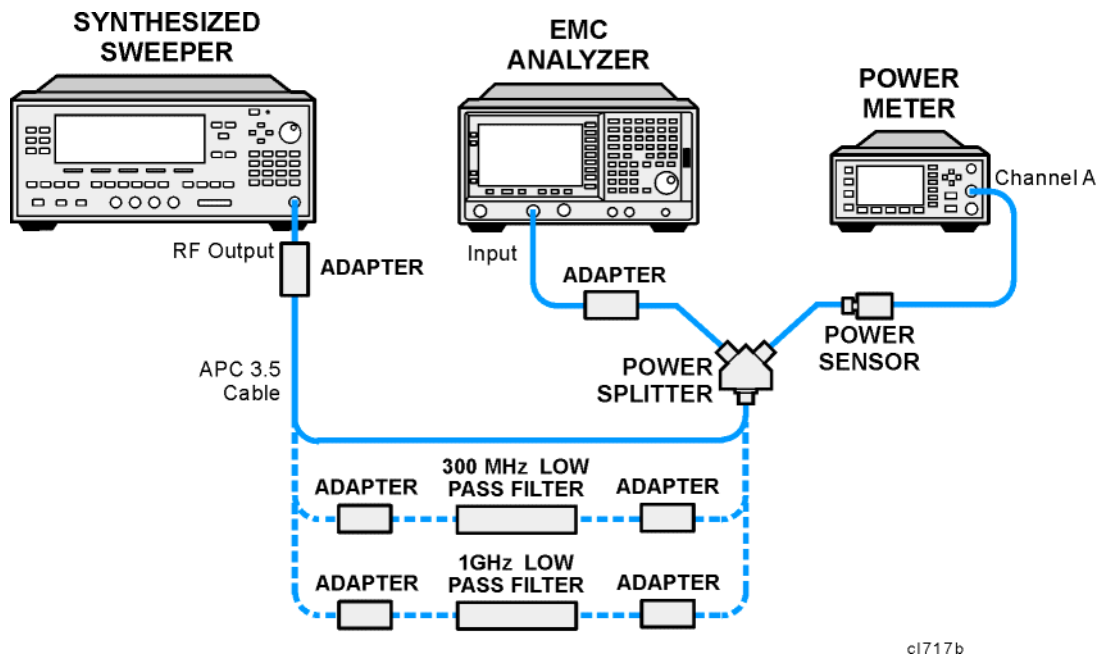 SYNTHESIZED
SWEEPER
EMC
ANALYZER
POWER
METER
Channel A
RF Output
ADAPTER
Input
ADAPTER
POWER
SENSOR
POWER
SPLITTER
APC 3.5
Cable
300 MHz LOW
PASS FILTER
ADAPTER
ADAPTER
1GHz LOW
PASS FILTER
ADAPTER
ADAPTER
cl717b